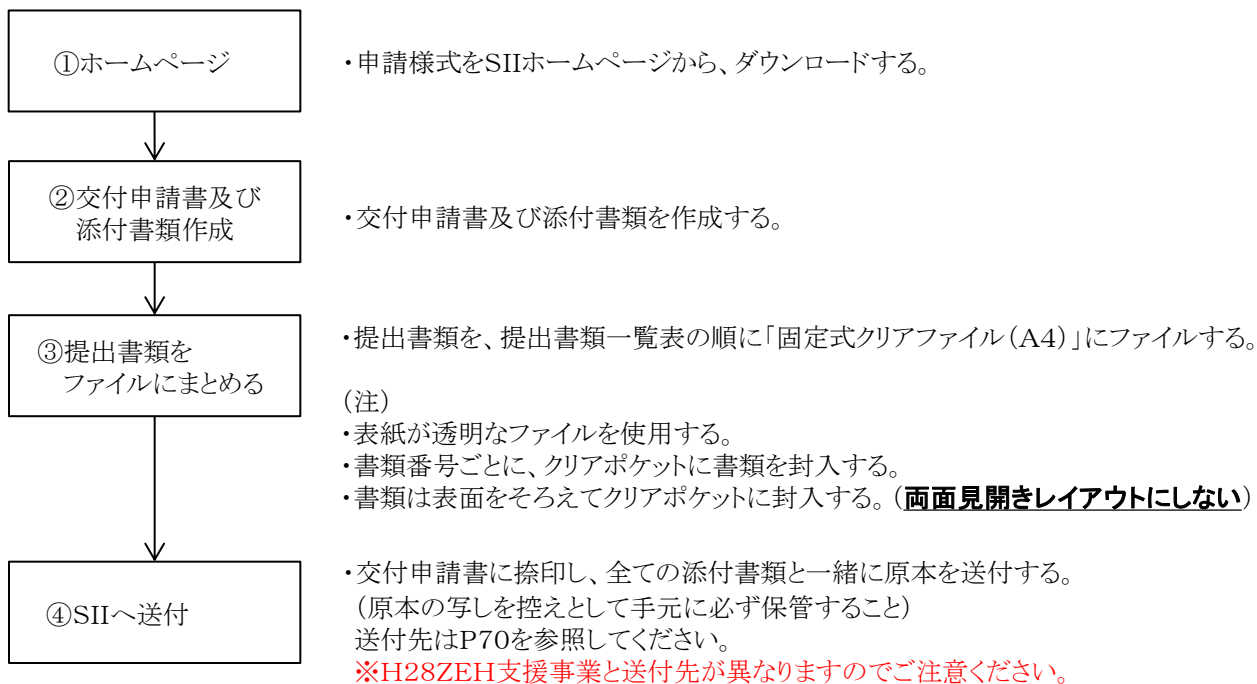 ①ホームページ
・申請様式をSIIホームページから、ダウンロードする。
②交付申請書及び
添付書類作成
・交付申請書及び添付書類を作成する。
③提出書類を
ファイルにまとめる
・提出書類を、提出書類一覧表の順に「固定式クリアファイル（A4）」にファイルする。
（注）
・表紙が透明なファイルを使用する。
・書類番号ごとに、クリアポケットに書類を封入する。
・書類は表面をそろえてクリアポケットに封入する。（両面見開きレイアウトにしない）
④SIIへ送付
・交付申請書に捺印し、全ての添付書類と一緒に原本を送付する。
（原本の写しを控えとして手元に必ず保管すること）
送付先はP70を参照してください。
※H28ZEH支援事業と送付先が異なりますのでご注意ください。